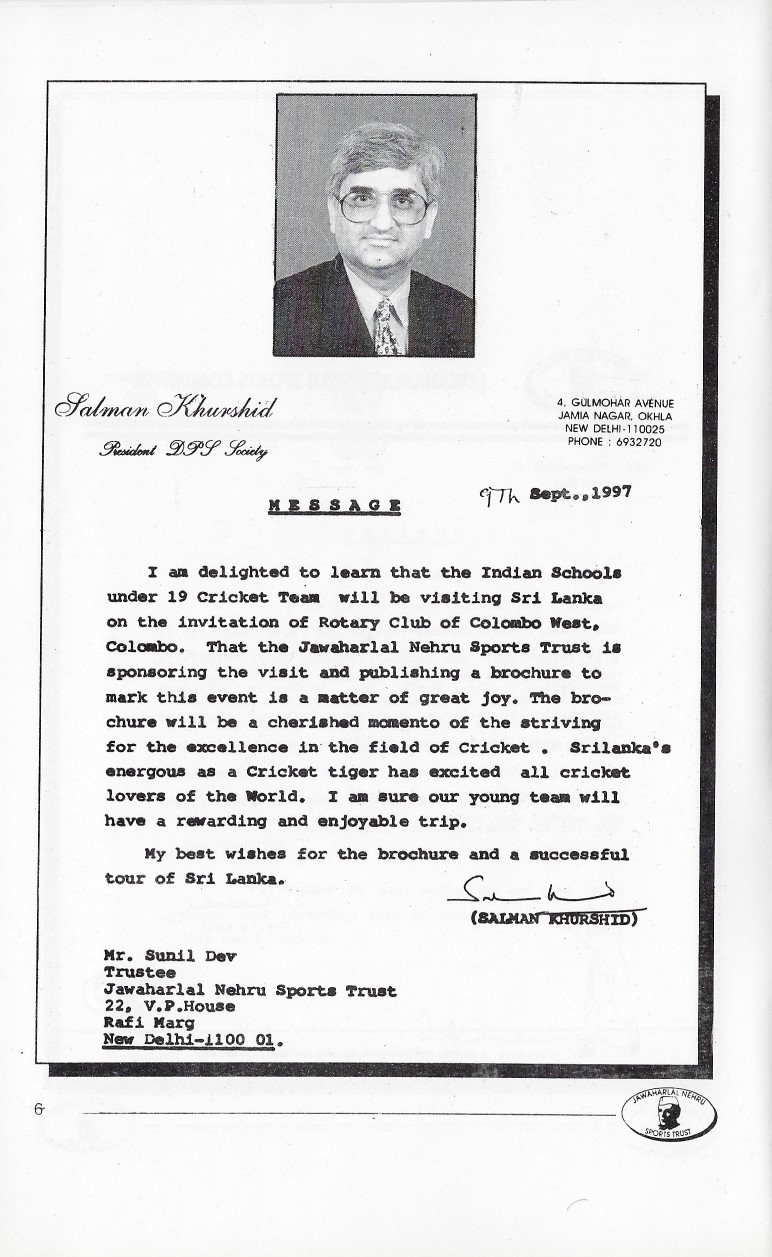 Salman Khurshid
President DPS Society
4, GULMOHAR AVENUE
JAMIA NAGAR, OKHLA
NEW DELHI-110025
PHONE : 6932720
9Th Sept.,1997
MESSAGE
I am delighted to learn that the Indian Schools
under 19 Cricket Team will be visiting Sri Lanka
on the invitation of Rotary Club of Colombo West,
Colombo. That the Jawaharlal Nehru Sports Trust is
sponsoring the visit and publishing a brochure to
mark this event is a matter of great joy. The bro-
chure will be a cherished momento of the striving
for the excellence in the field of Cricket . Srilanka's
energous as a Cricket tiger has excited all cricket
lovers of the World. I am sure our young team will
have a rewarding and enjoyable trip.
My best wishes for the brochure and a successful
tour of Sri Lanka.
(SALMAN KHURSHID)
Mr. Sunil Dev
Trustee
Jawaharlal Nehru Sports Trust
22, V.P.House
Rafi Marg
New Delhi-1100 01.
6
JAWAHARLAL NEHRU
SPORTS TRUST